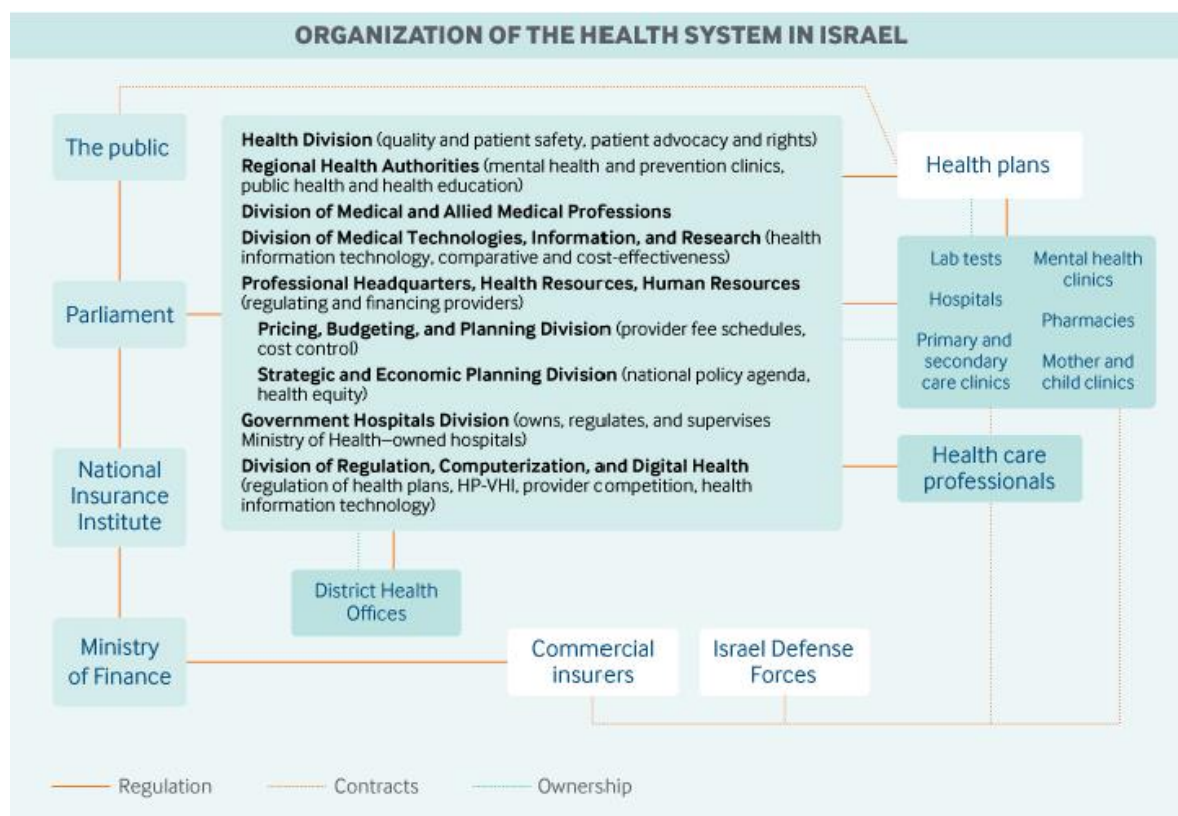 ORGANIZATION OF THE HEALTH SYSTEM IN ISRAEL
The public
Parliament
National
Insurance
Institute
Ministry
of Finance
Health Division (quality and patient safety, patient advocacy and rights)
Regional Health Authorities (mental health and prevention clinics,
public health and health education)
Division of Medical and Allied Medical Professions
Division of Medical Technologies, Information, and Research (health
information technology, comparative and cost-effectiveness)
Professional Headquarters, Health Resources, Human Resources
(regulating and financing providers)
Pricing, Budgeting, and Planning Division (provider fee schedules,
cost control)
Strategic and Economic Planning Division (national policy agenda,
health equity)
Government Hospitals Division (owns, regulates, and supervises
Ministry of Health—owned hospitals)
Division of Regulation, Computerization, and Digital Health
(regulation of health plans, HP-VHI, provider competition, health
information technology)
District Health
Offices
Health plans
Lab tests
Hospitals
Primary and
secondary
care clinics
Mental health
clinics
Pharmacies
Mother and
child clinics
Health care
professionals
Commercial
insurers
Israel Defense
Forces
Regulation
Contracts
Ownership